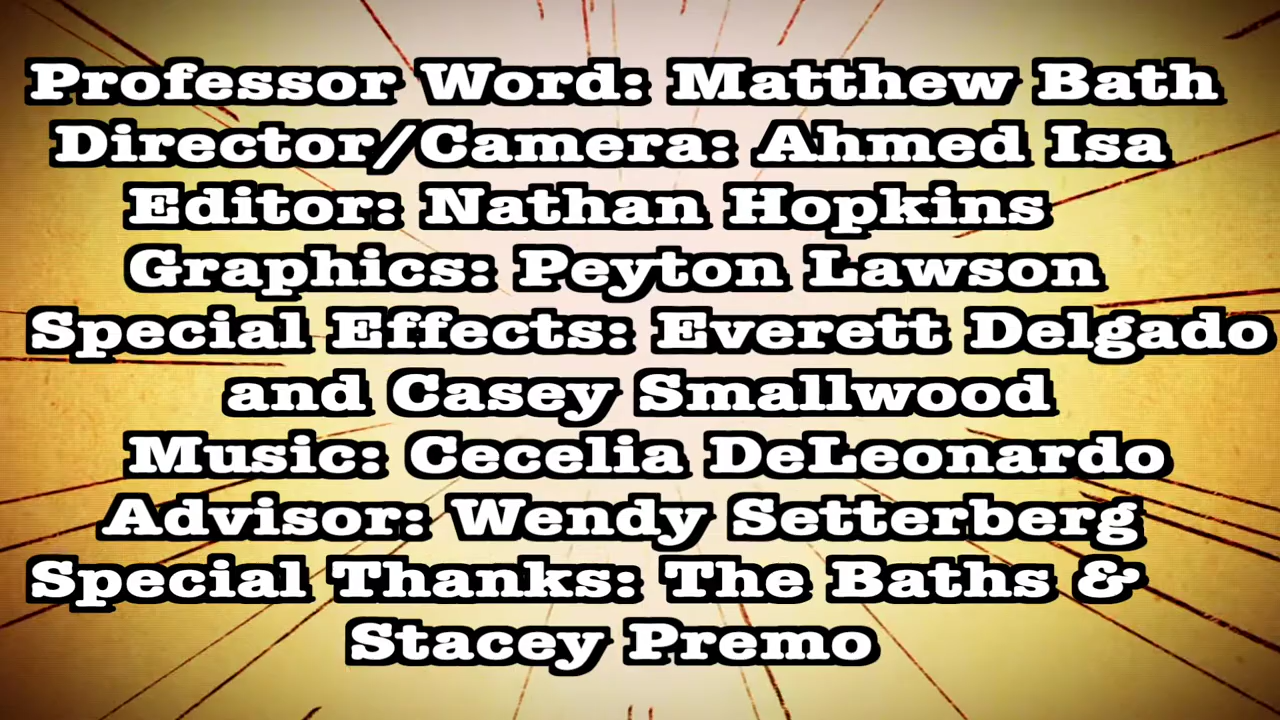 Professor Word: Matthew Bath
Director/Camera: Ahmed Isa
Editor: Nathan Hopkins
Graphics: Peyton Lawson
Special Effects: Everett Delgado
and Casey Smallwood
Music: Cecelia DeLeonardo
Advisor: Wendy Setterberg
Special Thanks: The Baths &
Stacey Premo